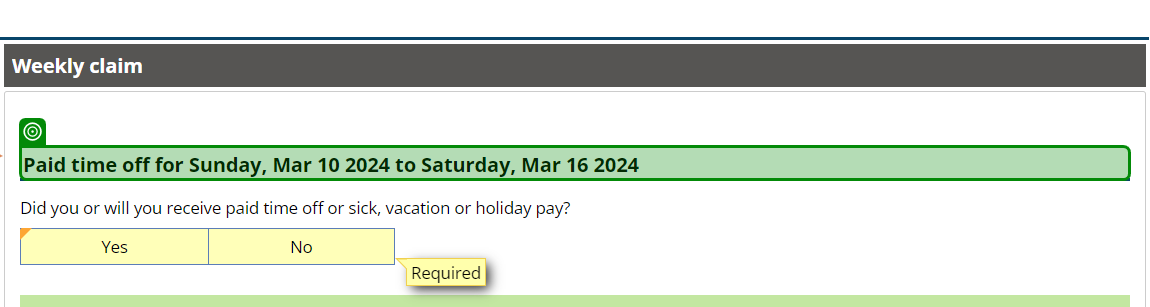 Weekly claim
Paid time off for Sunday, Mar 10 2024 to Saturday, Mar 16 2024
Did you or will you receive paid time off or sick, vacation or holiday pay?
Yes No
Required